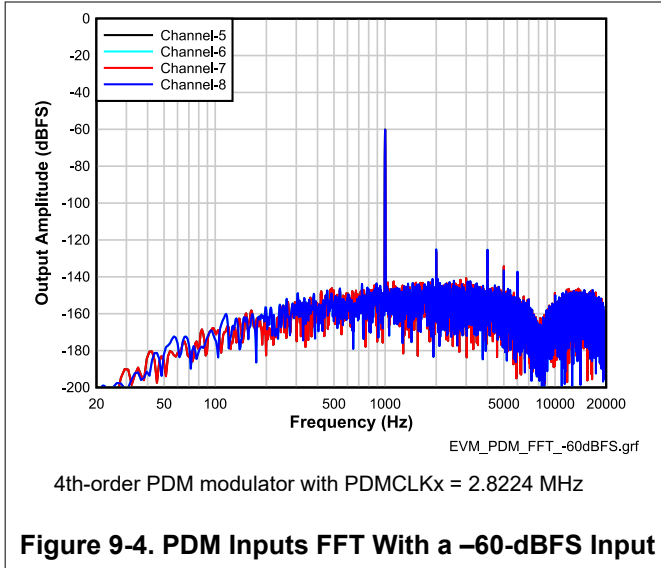 0
-20
-40
-60
-80
-100
-120
-140
-160
-180
-200
Output Amplitude (dBFS)
Channel-5
Channel-6
Channel-7
Channel-8
20 50 100 500 1000 5000 10000 20000
Frequency (Hz)
EVM_PDM_FFT_-60dBFS.grf
4th-order PDM modulator with PDMCLKx = 2.8224 MHz
Figure 9-4. PDM Inputs FFT With a –60-dBFS Input